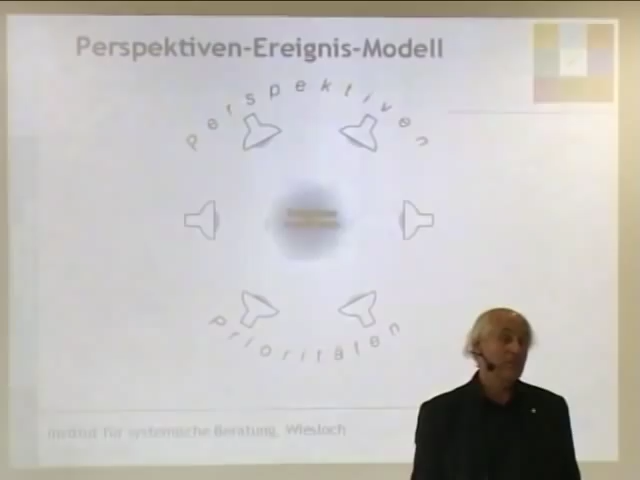 Perspektiven-Ereignis-Modell
Perspektiven
Prioritäten
Institut für systemische Beratung, Wiesloch